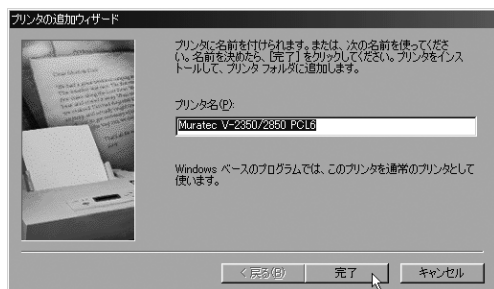 プリンタの追加ウィザード
プリンタに名前を付けられます。または、次の名前を使ってくださ
い。名前を決めたら、[完了] をクリックしてください。プリンタをインス
トールして、プリンタ フォルダに追加します。
プリンタ名(P):
Muratec V-2350/2850 PCL6
Windows ベースのプログラムでは、このプリンタを通常のプリンタとして
使います。
< 戻る(B)
完了
キャンセル